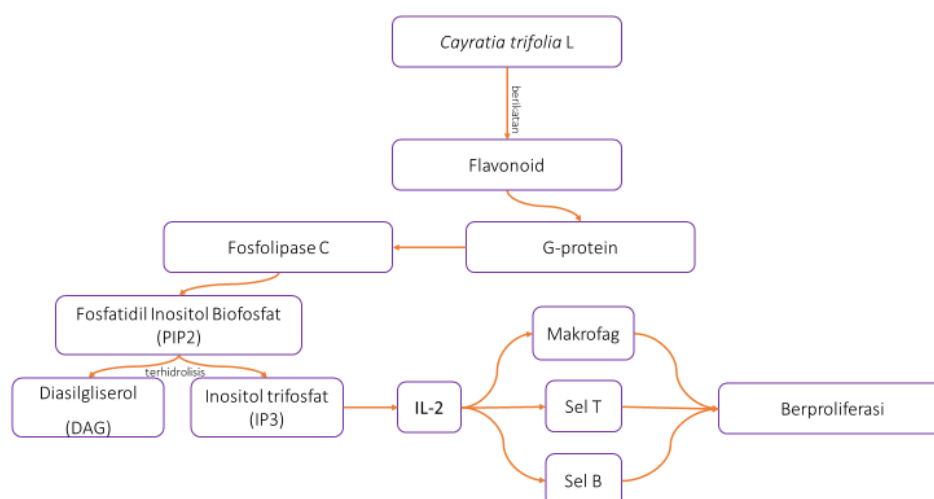 Cayratia trifolia L
berikatan
Flavonoid
Fosfolipase C
G-protein
Fosfatidil Inositol Biofosfat
(PIP2)
terhidrolisis
Diasilgliserol
(DAG)
Inositol trifosfat
(IP3)
IL-2
Makrofag
Sel T
Sel B
Berproliferasi